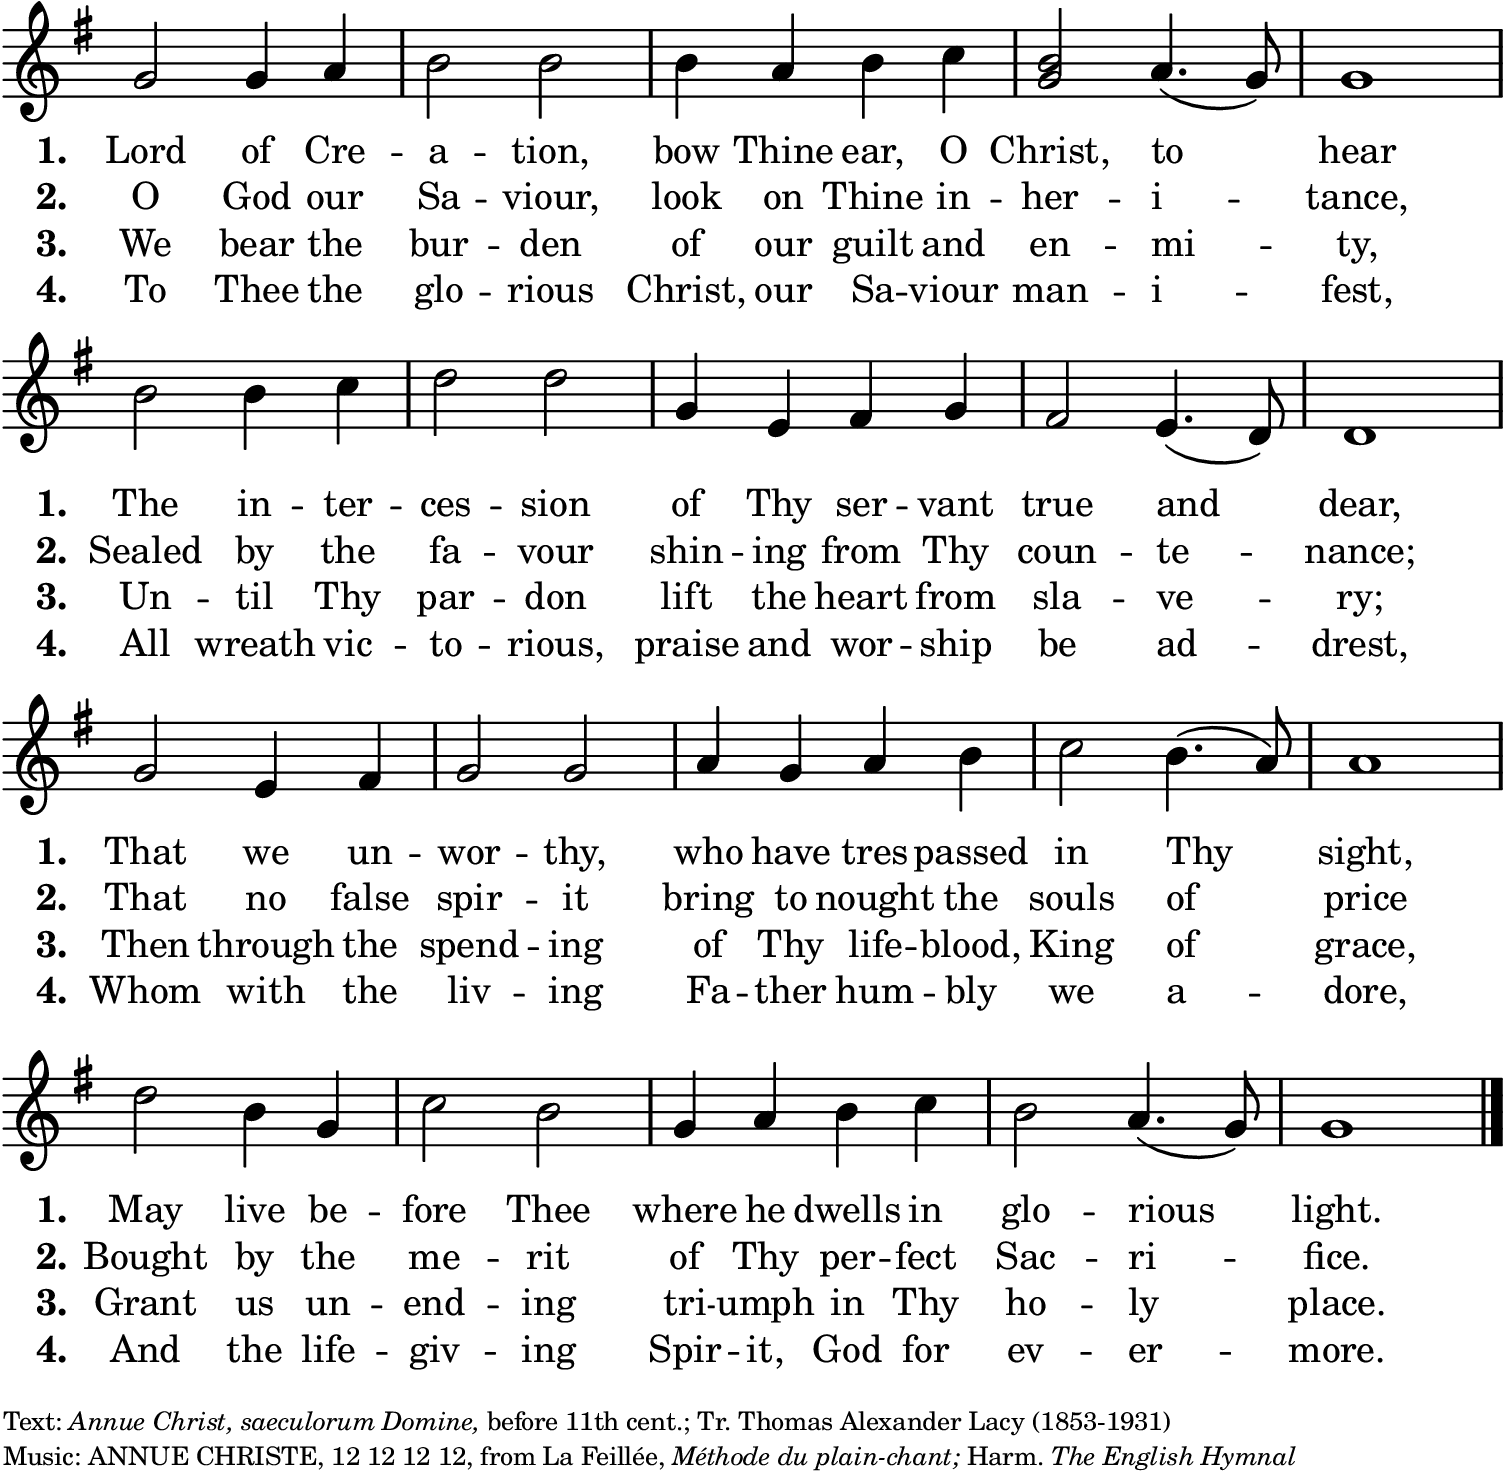 1. Lord of Cre - a - tion, bow Thine ear, O Christ, to hear
2. O God our Sa - viour, look on Thine in - her - i - tance,
3. We bear the bur - den of our guilt and en - mi - ty,
4. To Thee the glo - rious Christ, our Sa - viour man - i - fest,
1. The in - ter - ces - sion of Thy ser - vant true and dear,
2. Sealed by the fa - vour shin - ing from Thy coun - te - nance;
3. Un - til Thy par - don lift the heart from sla - ve - ry;
4. All wreath vic - to - rious, praise and wor - ship be ad - drest,
1. That we un - wor - thy, who have tres passed in Thy sight,
2. That no false spir - it bring to nought the souls of price
3. Then through the spend - ing of Thy life - blood, King of grace,
4. Whom with the liv - ing Fa - ther hum - bly we a - dore,
1. May live be - fore Thee where he dwells in glo - rious light.
2. Bought by the me - rit of Thy per - fect Sac - ri - fice.
3. Grant us un - end - ing tri - umph in Thy ho - ly place.
4. And the life - giv - ing Spir - it, God for ev - er - more.
Text: Annue Christ, saeculorum Domine, before 11th cent.; Tr. Thomas Alexander Lacy (1853-1931)
Music: ANNUE CHRISTE, 12 12 12 12, from La Feillée, Méthode du plain-chant; Harm. The English Hymnal